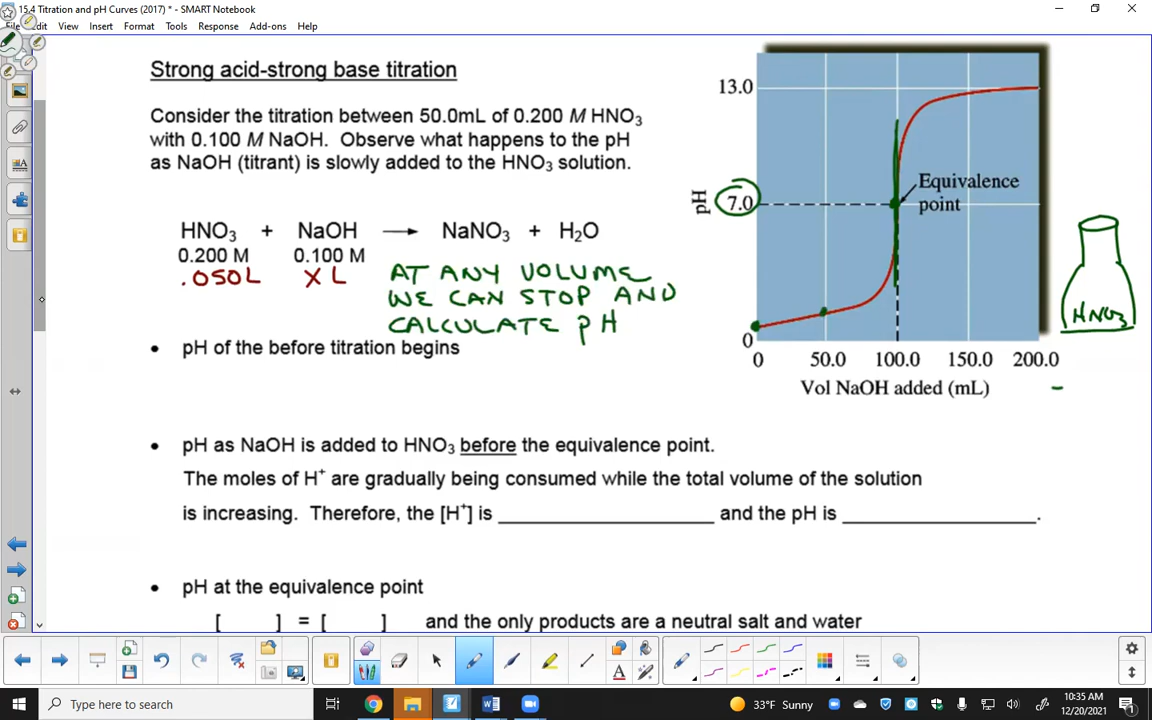 15.4 Titration and pH Curves (2017) * - SMART Notebook
File Edit View Insert Format Tools Response Add-ons Help
Strong acid-strong base titration
Consider the titration between 50.0mL of 0.200 M HNO₃
with 0.100 M NaOH. Observe what happens to the pH
as NaOH (titrant) is slowly added to the HNO₃ solution.
HNO₃ + NaOH → NaNO₃ + H₂O
0.200 M 0.100 M
.050L X L
AT ANY VOLUME
WE CAN STOP AND
CALCULATE pH
13.0
pH
7.0
0
Equivalence
point
0 50.0 100.0 150.0 200.0
Vol NaOH added (mL)
HNO₃
• pH of the before titration begins
• pH as NaOH is added to HNO₃ before the equivalence point.
The moles of H⁺ are gradually being consumed while the total volume of the solution
is increasing. Therefore, the [H⁺] is ____________________ and the pH is __________________.
• pH at the equivalence point
[ ] = [ ] and the only products are a neutral salt and water
Type here to search
33°F Sunny
10:35 AM
12/20/2021
1